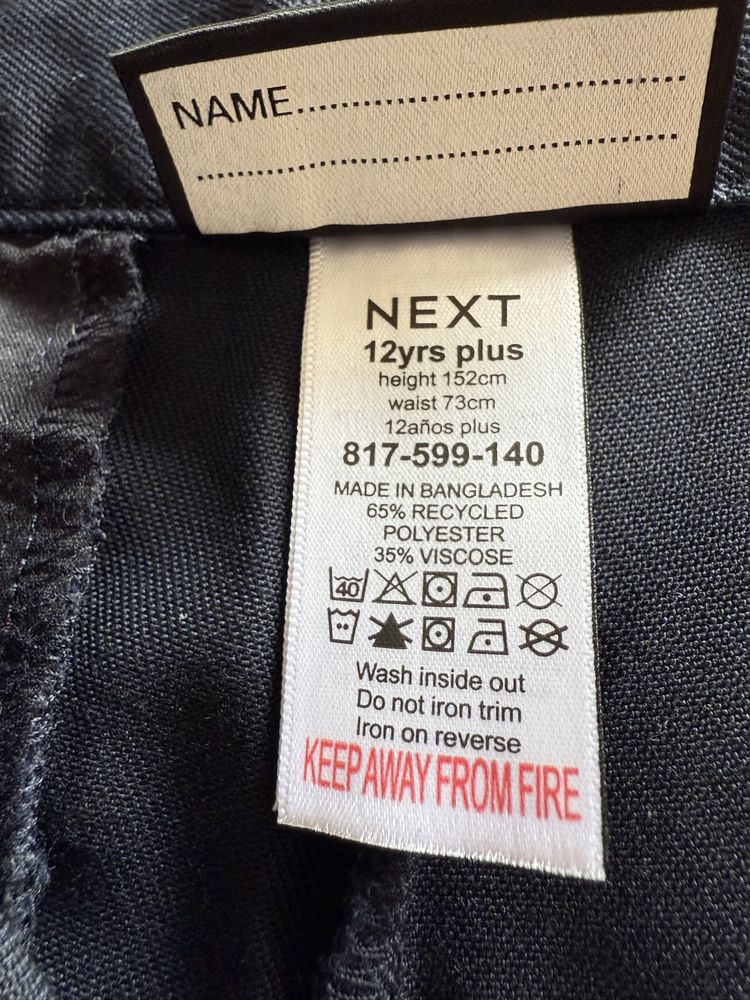 NAME........................................
........................................
NEXT
12yrs plus
height 152cm
waist 73cm
12años plus
817-599-140
MADE IN BANGLADESH
65% RECYCLED
POLYESTER
35% VISCOSE
40
Wash inside out
Do not iron trim
Iron on reverse
KEEP AWAY FROM FIRE